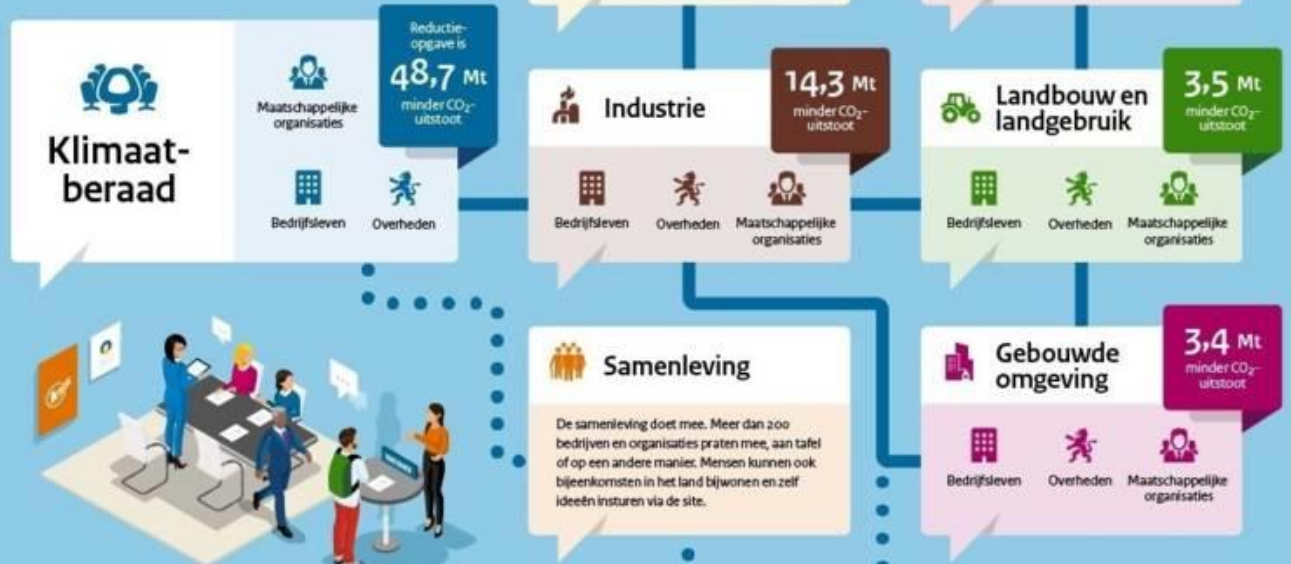 Klimaat-
beraad
Maatschappelijke
organisaties
Reductie-
opgave is
48,7 Mt
minder CO₂-
uitstoot
Bedrijfsleven
Overheden
Industrie
14,3 Mt
minder CO₂-
uitstoot
Bedrijfsleven
Overheden
Maatschappelijke
organisaties
Landbouw en
landgebruik
3,5 Mt
minder CO₂-
uitstoot
Bedrijfsleven
Overheden
Maatschappelijke
organisaties
Samenleving
De samenleving doet mee. Meer dan 200
bedrijven en organisaties praten mee, aan tafel
of op een andere manier. Mensen kunnen ook
bijeenkomsten in het land bijwonen en zelf
ideeën insturen via de site.
Gebouwde
omgeving
3,4 Mt
minder CO₂-
uitstoot
Bedrijfsleven
Overheden
Maatschappelijke
organisaties